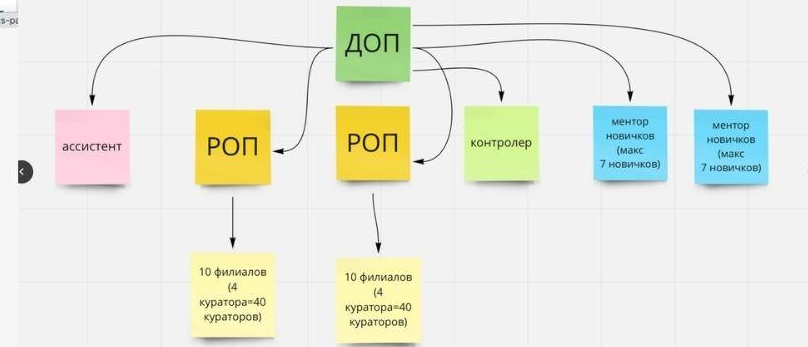 s-pa
ДОП
ассистент
РОП
РОП
контролер
ментор
новичков
(макс
7 новичков)
ментор
новичков
(макс
7 новичков)
10 филиалов
(4
куратора=40
кураторов)
10 филиалов
(4
куратора=40
кураторов)